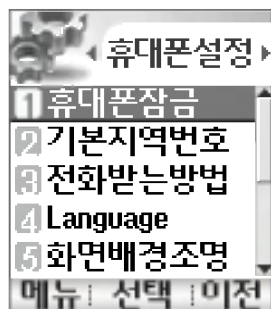 휴대폰설정
1 휴대폰잠금
2 기본지역번호
3 전화받는방법
4 Language
5 화면배경조명
메뉴 선택 이전